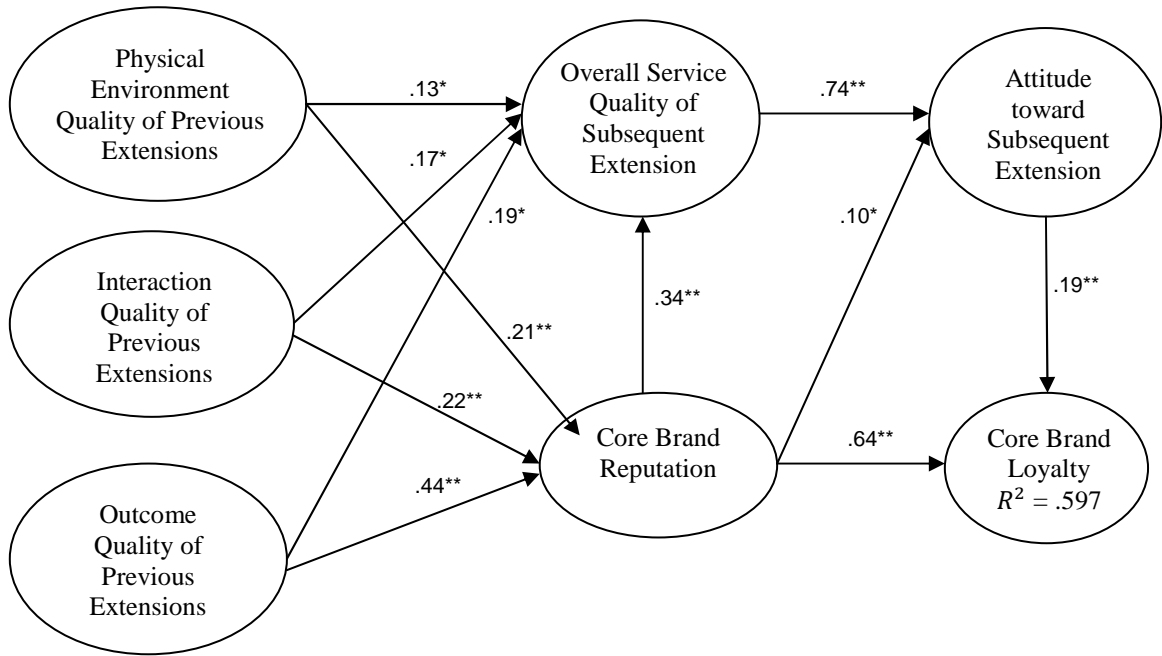 Physical
Environment
Quality of Previous
Extensions
.13*
Overall Service
Quality of
Subsequent
Extension
.74**
Attitude
toward
Subsequent
Extension
.17*
.19*
.10*
Interaction
Quality of
Previous
Extensions
.34**
.19**
.21**
.22**
Core Brand
Reputation
.64**
Core Brand
Loyalty
R² = .597
.44**
Outcome
Quality of
Previous
Extensions